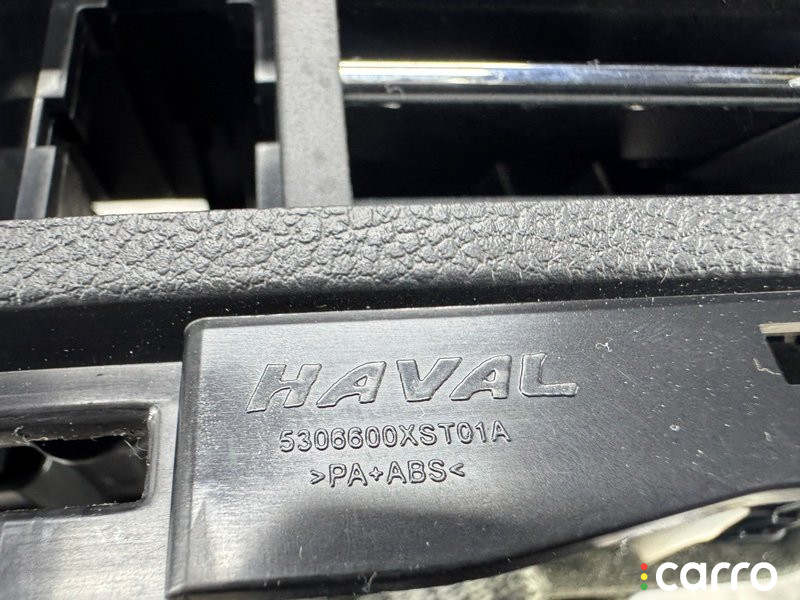 HAVAL
5306600XST01A
>PA+ABS<
carro